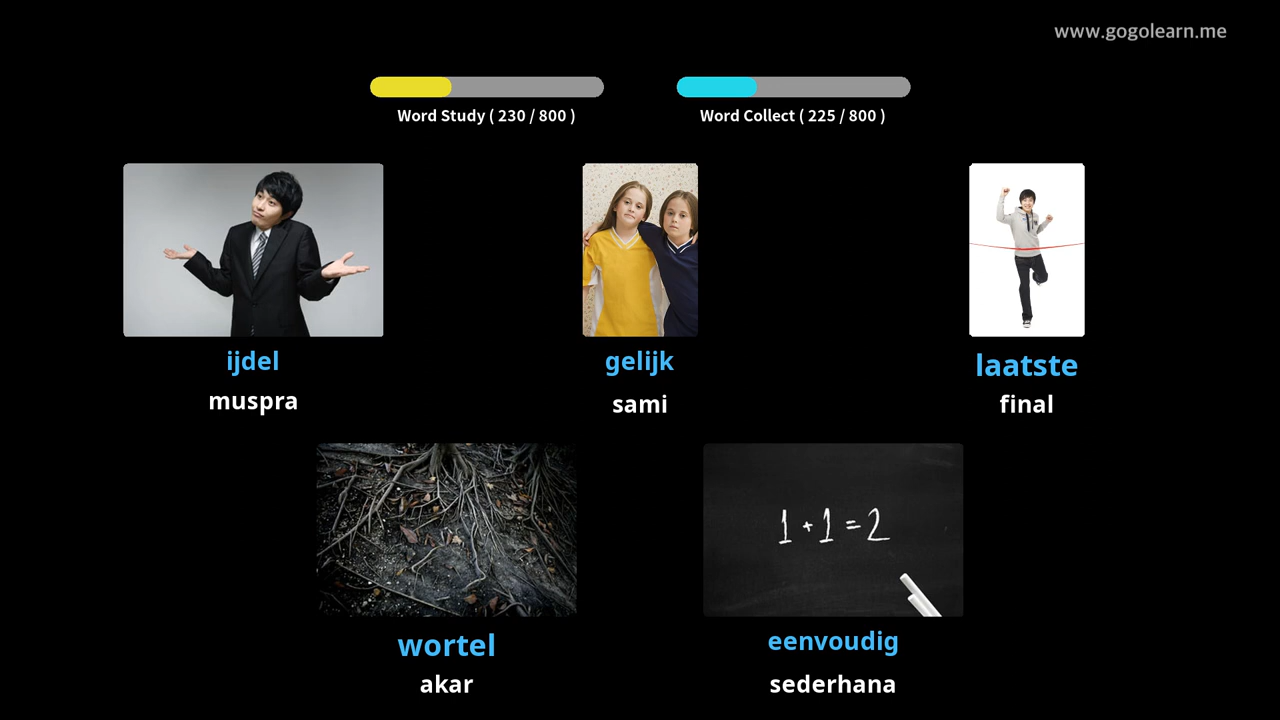 www.gogolearn.me
Word Study ( 230 / 800 )
Word Collect ( 225 / 800 )
ijdel
muspra
gelijk
sami
laatste
final
1 + 1 = 2
wortel
akar
eenvoudig
sederhana